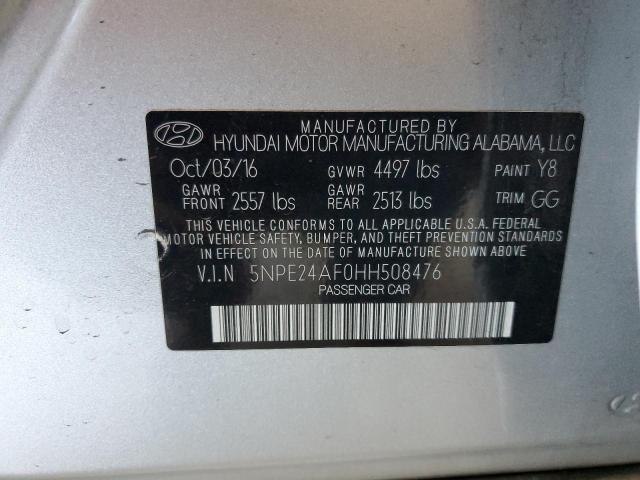 MANUFACTURED BY
HYUNDAI MOTOR MANUFACTURING ALABAMA, LLC
Oct/03/16 GVWR 4497 lbs PAINT Y8
GAWR FRONT 2557 lbs GAWR REAR 2513 lbs TRIM GG
THIS VEHICLE CONFORMS TO ALL APPLICABLE U.S.A. FEDERAL
MOTOR VEHICLE SAFETY, BUMPER, AND THEFT PREVENTION STANDARDS
IN EFFECT ON THE DATE OF MANUFACTURE SHOWN ABOVE.
V.I.N 5NPE24AF0HH508476
PASSENGER CAR